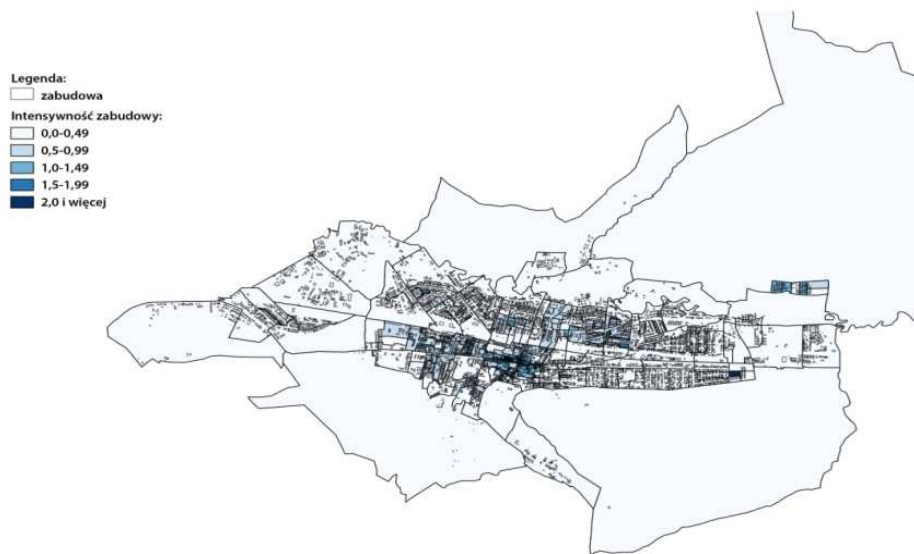 Legenda:
zabudowa
Intensywność zabudowy:
0,0-0,49
0,5-0,99
1,0-1,49
1,5-1,99
2,0 i więcej